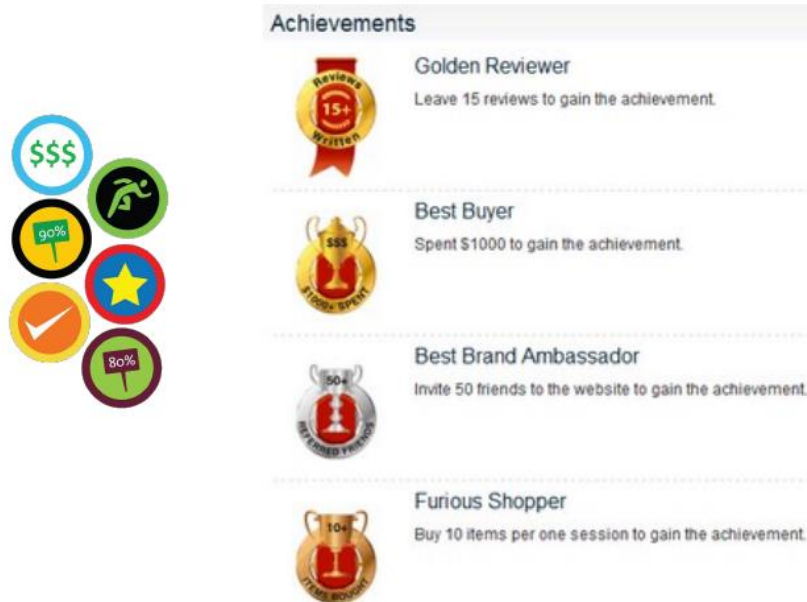 $$$
90%
80%
Achievements
Reviews
15+
Written
Golden Reviewer
Leave 15 reviews to gain the achievement.
$$$
$1000+ SPENT
Best Buyer
Spent $1000 to gain the achievement.
50+
REFERRED FRIENDS
Best Brand Ambassador
Invite 50 friends to the website to gain the achievement.
10+
ITEMS BOUGHT
Furious Shopper
Buy 10 items per one session to gain the achievement.